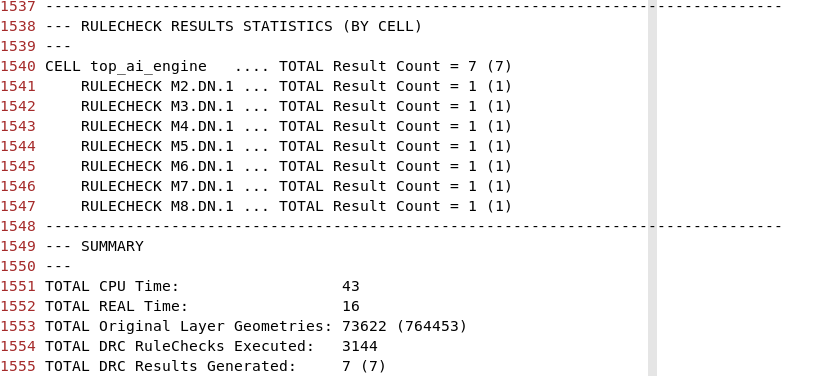 1537 ----------------------------------------------------------------------------------
1538 --- RULECHECK RESULTS STATISTICS (BY CELL)
1539 ---
1540 CELL top_ai_engine   .... TOTAL Result Count = 7 (7)
1541     RULECHECK M2.DN.1 ... TOTAL Result Count = 1 (1)
1542     RULECHECK M3.DN.1 ... TOTAL Result Count = 1 (1)
1543     RULECHECK M4.DN.1 ... TOTAL Result Count = 1 (1)
1544     RULECHECK M5.DN.1 ... TOTAL Result Count = 1 (1)
1545     RULECHECK M6.DN.1 ... TOTAL Result Count = 1 (1)
1546     RULECHECK M7.DN.1 ... TOTAL Result Count = 1 (1)
1547     RULECHECK M8.DN.1 ... TOTAL Result Count = 1 (1)
1548 ----------------------------------------------------------------------------------
1549 --- SUMMARY
1550 ---
1551 TOTAL CPU Time:                  43
1552 TOTAL REAL Time:                 16
1553 TOTAL Original Layer Geometries: 73622 (764453)
1554 TOTAL DRC RuleChecks Executed:   3144
1555 TOTAL DRC Results Generated:     7 (7)